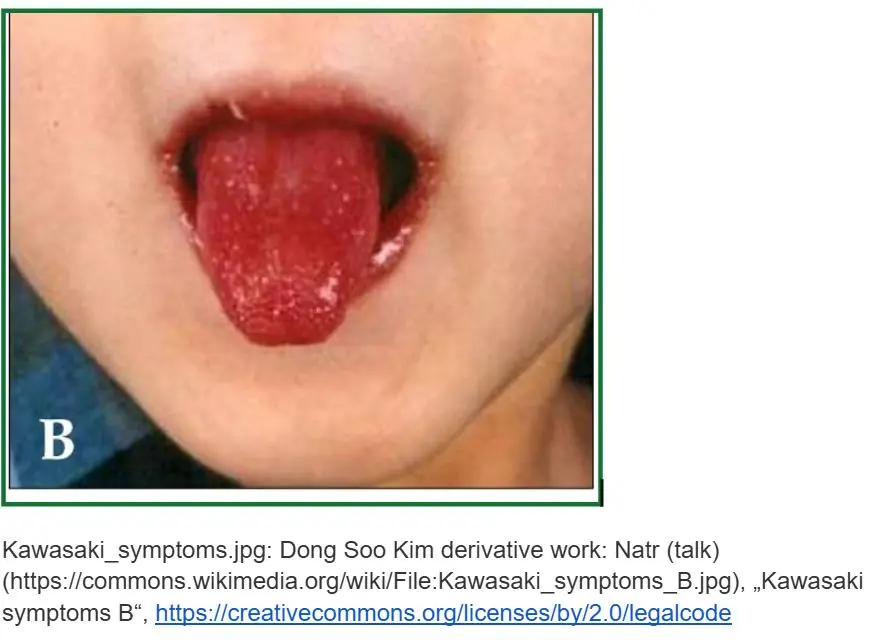 B
Kawasaki_symptoms.jpg: Dong Soo Kim derivative work: Natr (talk)
(https://commons.wikimedia.org/wiki/File:Kawasaki_symptoms_B.jpg), „Kawasaki
symptoms B“, https://creativecommons.org/licenses/by/2.0/legalcode